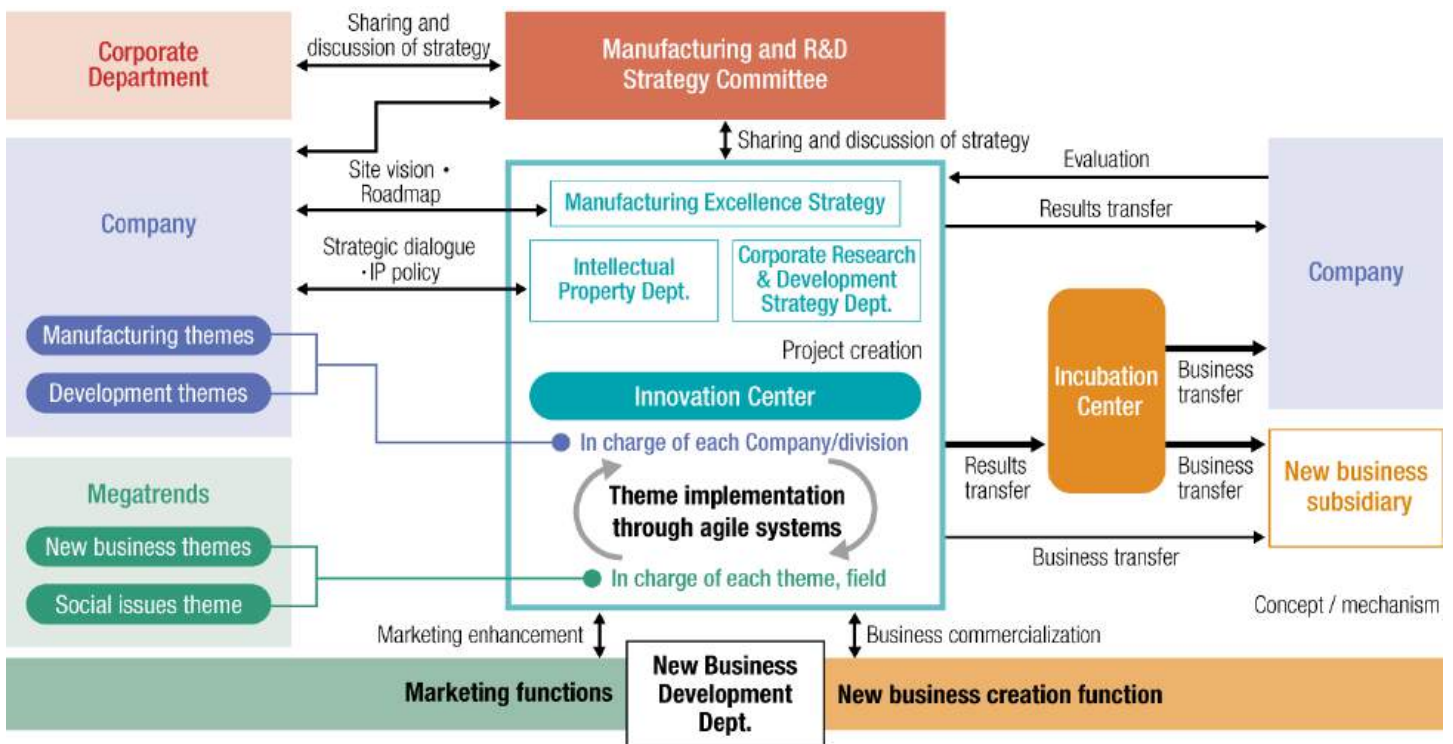 Corporate
Department
Sharing and
discussion of strategy
Manufacturing and R&D
Strategy Committee
Sharing and discussion of strategy
Company
Site vision・
Roadmap
Strategic dialogue
・IP policy
Manufacturing themes
Development themes
Megatrends
New business themes
Social issues theme
Manufacturing Excellence Strategy
Intellectual
Property Dept.
Corporate Research
& Development
Strategy Dept.
Project creation
Innovation Center
In charge of each Company/division
Theme implementation
through agile systems
In charge of each theme, field
Evaluation
Results transfer
Company
Incubation
Center
Business
transfer
Results
transfer
Business
transfer
New business
subsidiary
Business transfer
Concept / mechanism
Marketing enhancement
Business commercialization
Marketing functions
New Business
Development
Dept.
New business creation function